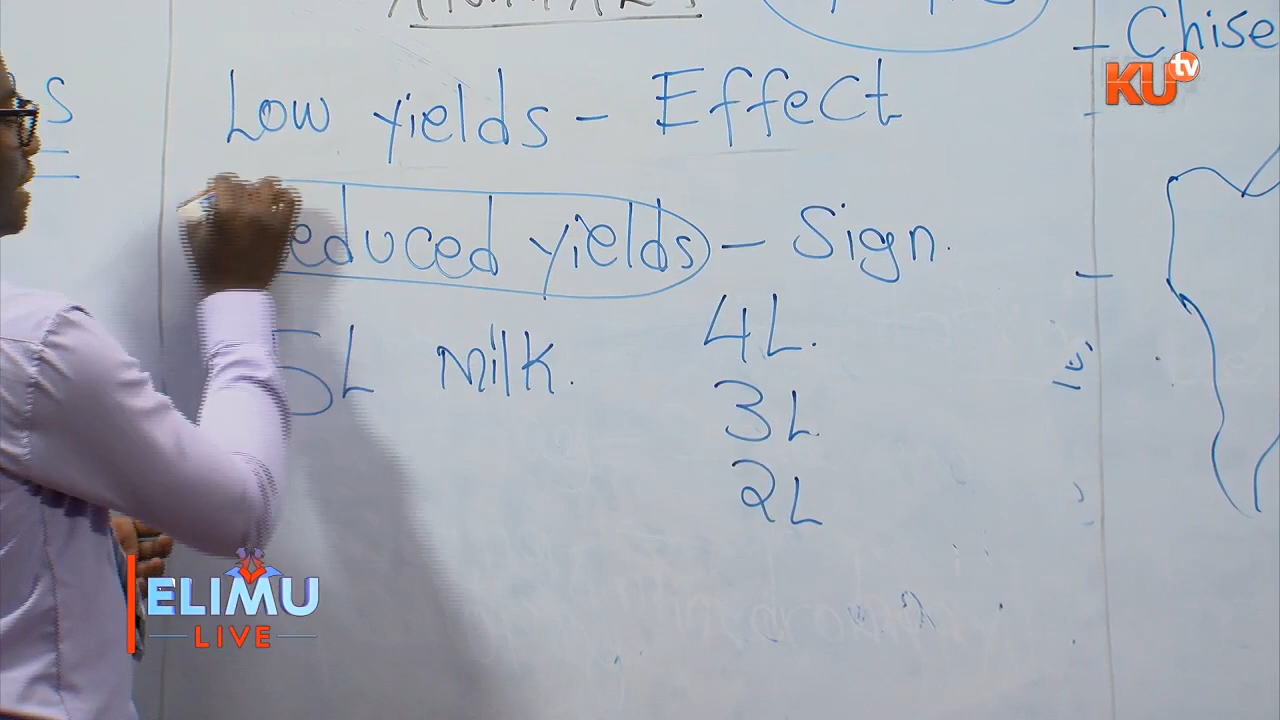 S
Low yields - Effect
educed yields - Sign.
5L Milk.
4L.
3L
2L
- Chise
KU tv
ELIMU
LIVE